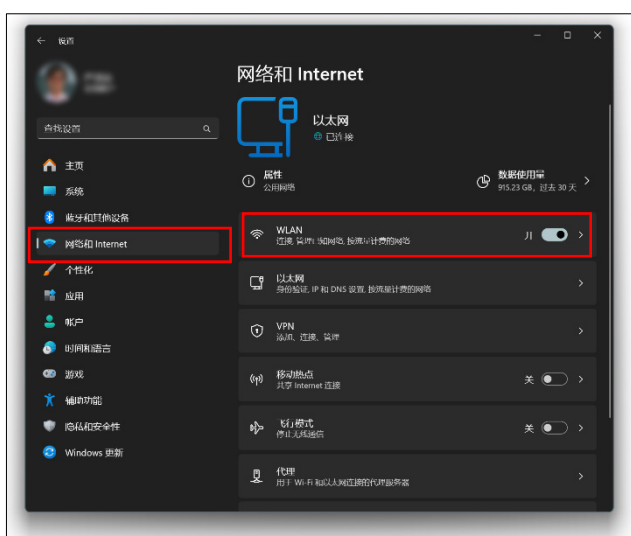 设置
网络和 Internet
以太网
已连接
查找设置
属性
公用网络
数据使用量
915.23 GB，过去 30 天
主页
系统
蓝牙和其他设备
网络和 Internet
个性化
应用
帐户
时间和语言
游戏
辅助功能
隐私和安全性
Windows 更新
WLAN
连接、管理已知网络、按流量计费的网络
开
以太网
身份验证、IP 和 DNS 设置、按流量计费的网络
VPN
添加、连接、管理
移动热点
共享 Internet 连接
关
飞行模式
停止无线通信
关
代理
用于 Wi-Fi 和以太网连接的代理服务器